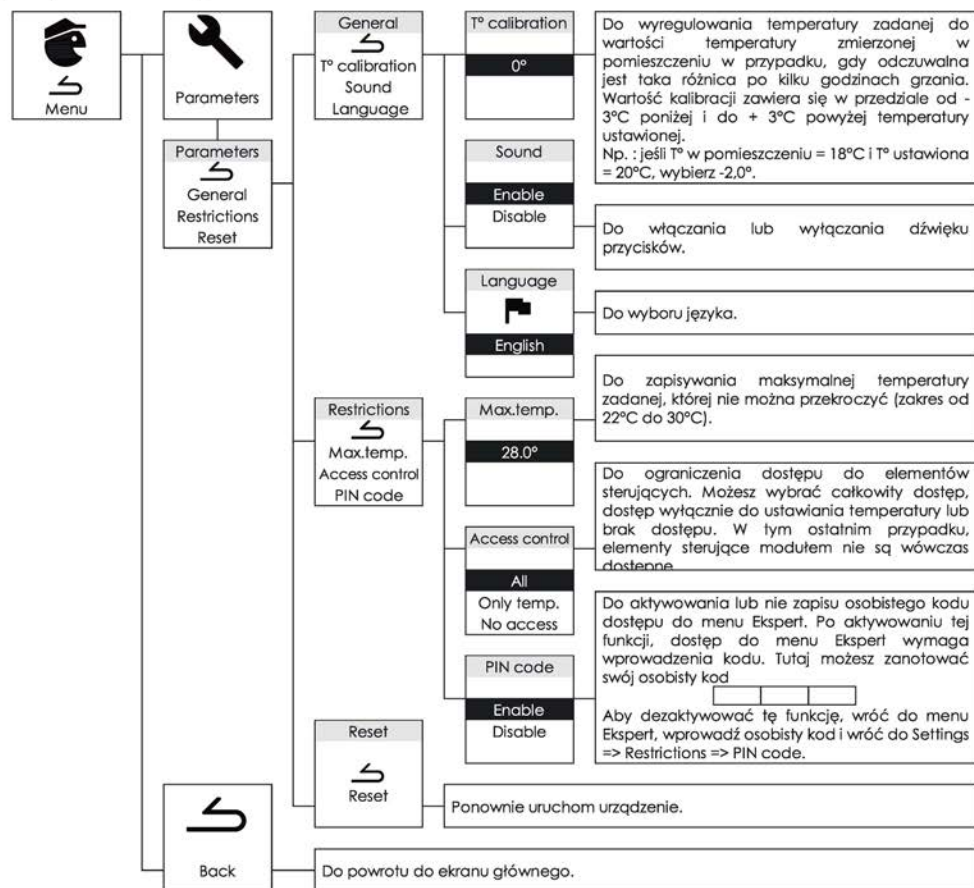 Menu
Parameters
Parameters
General
Restrictions
Reset
General
T° calibration
Sound
Language
T° calibration
0°
Do wyregulowania temperatury zadanej do
wartości temperatury zmierzonej w
pomieszczeniu w przypadku, gdy odczuwalna
jest taka różnica po kilku godzinach grzania.
Wartość kalibracji zawiera się w przedziale od -
3°C poniżej i do + 3°C powyżej temperatury
ustawionej.
Np. : jeśli T° w pomieszczeniu = 18°C i T° ustawiona
= 20°C, wybierz -2,0°.
Sound
Enable
Disable
Do włączania lub wyłączania dźwięku
przycisków.
Language
English
Do wyboru języka.
Restrictions
Max.temp.
Access control
PIN code
Max.temp.
28.0°
Do zapisywania maksymalnej temperatury
zadanej, której nie można przekroczyć (zakres od
22°C do 30°C).
Access control
All
Only temp.
No access
Do ograniczenia dostępu do elementów
sterujących. Możesz wybrać całkowity dostęp,
dostęp wyłącznie do ustawiania temperatury lub
brak dostępu. W tym ostatnim przypadku,
elementy sterujące modułem nie są wówczas
dostępne
PIN code
Enable
Disable
Do aktywowania lub nie zapisu osobistego kodu
dostępu do menu Ekspert. Po aktywowaniu tej
funkcji, dostęp do menu Ekspert wymaga
wprowadzenia kodu. Tutaj możesz zanotować
swój osobisty kod
Aby dezaktywować tę funkcję, wróć do menu
Ekspert, wprowadź osobisty kod i wróć do Settings
=> Restrictions => PIN code.
Reset
Reset
Ponownie uruchom urządzenie.
Back
Do powrotu do ekranu głównego.